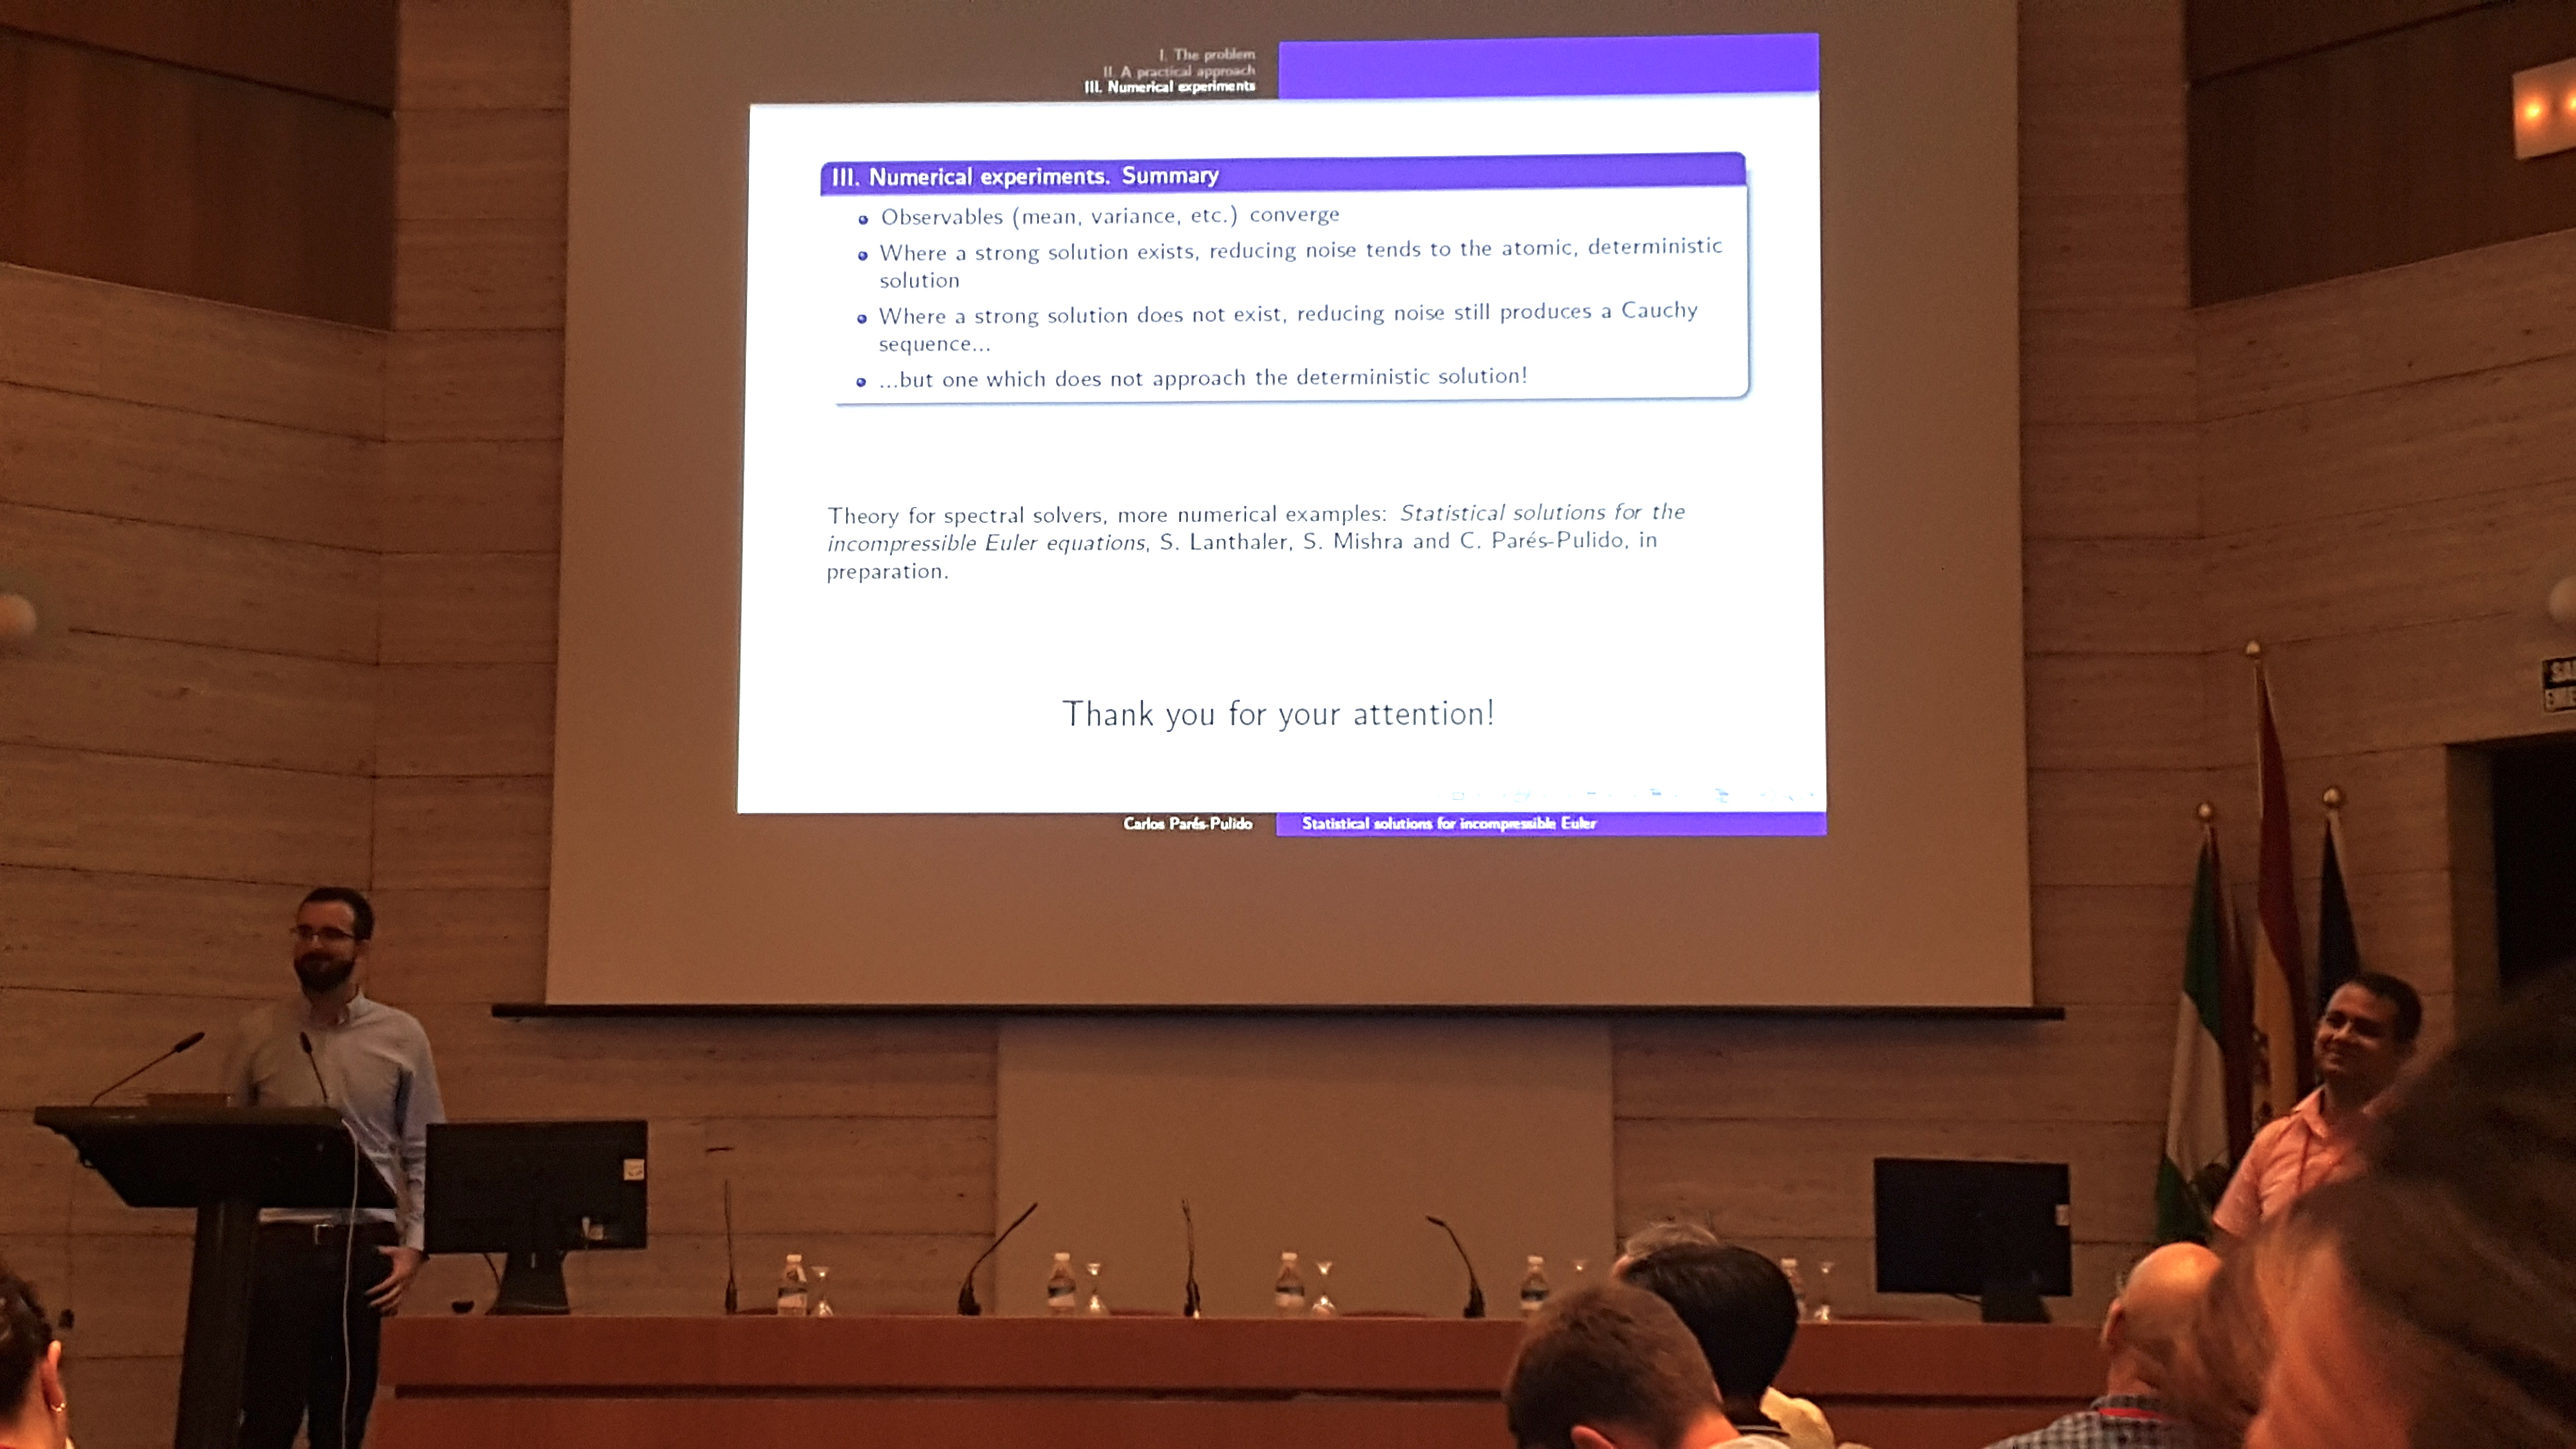 I. The problem
II. A practical approach
III. Numerical experiments
III. Numerical experiments. Summary
Observables (mean, variance, etc.) converge
Where a strong solution exists, reducing noise tends to the atomic, deterministic
solution
Where a strong solution does not exist, reducing noise still produces a Cauchy
sequence...
...but one which does not approach the deterministic solution!
Theory for spectral solvers, more numerical examples: Statistical solutions for the
incompressible Euler equations, S. Lanthaler, S. Mishra and C. Parés-Pulido, in
preparation.
Thank you for your attention!
Carlos Parés-Pulido
Statistical solutions for incompressible Euler